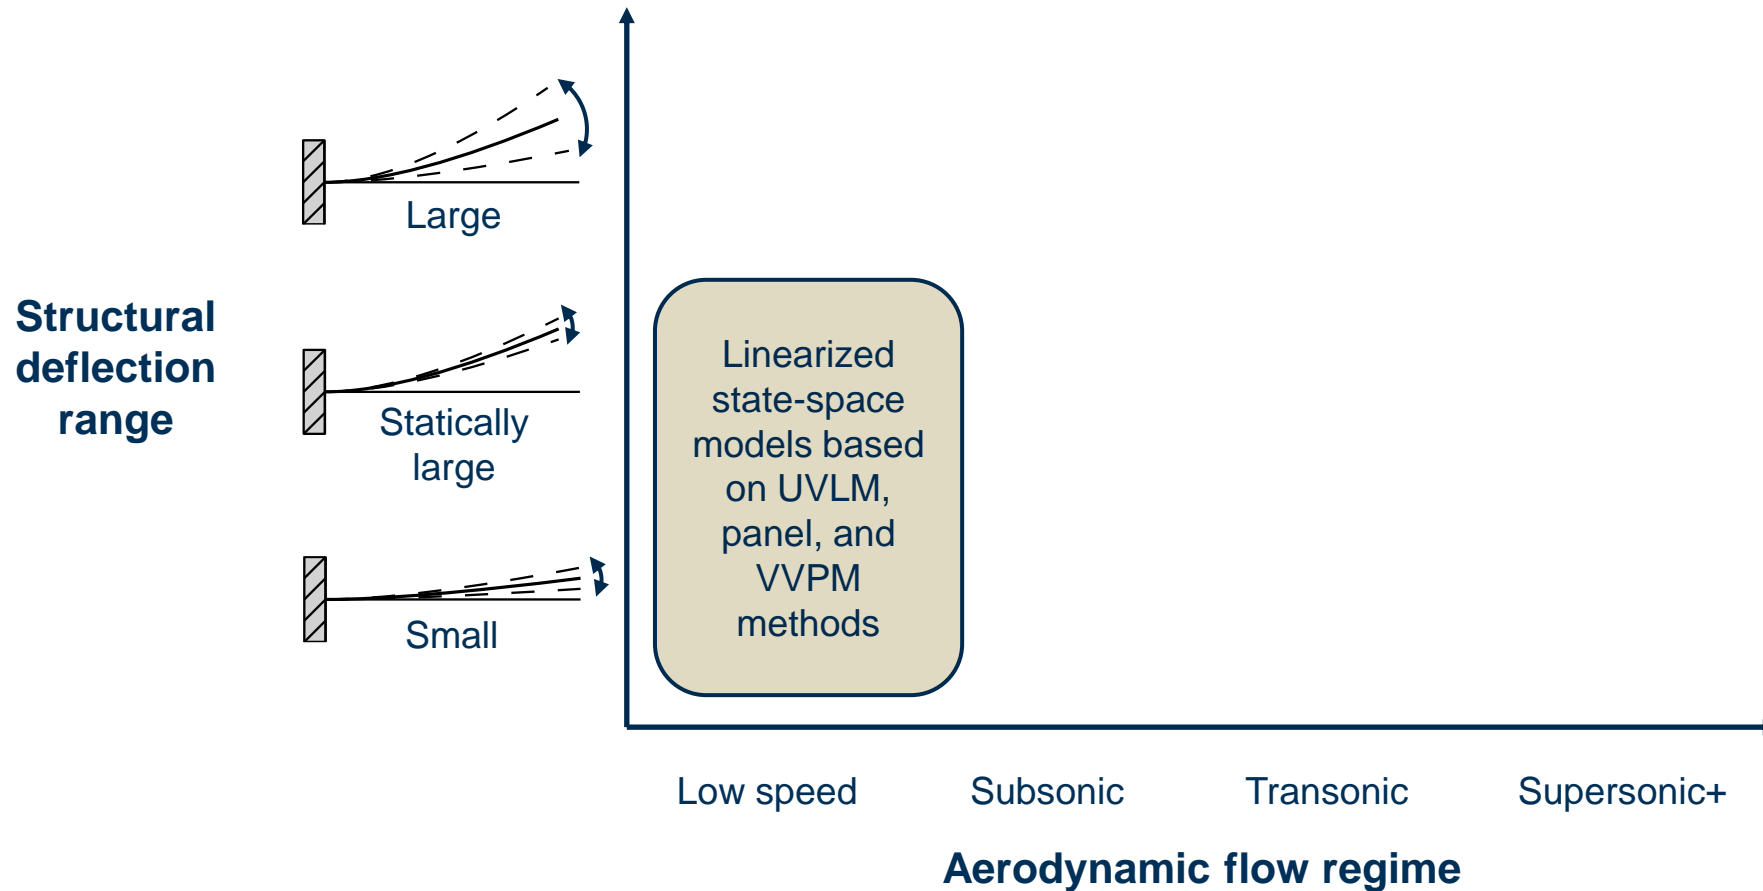 Structural
deflection
range
Large
Statically
large
Small
Linearized
state-space
models based
on UVLM,
panel, and
VVPM
methods
Low speed
Subsonic
Transonic
Supersonic+
Aerodynamic flow regime